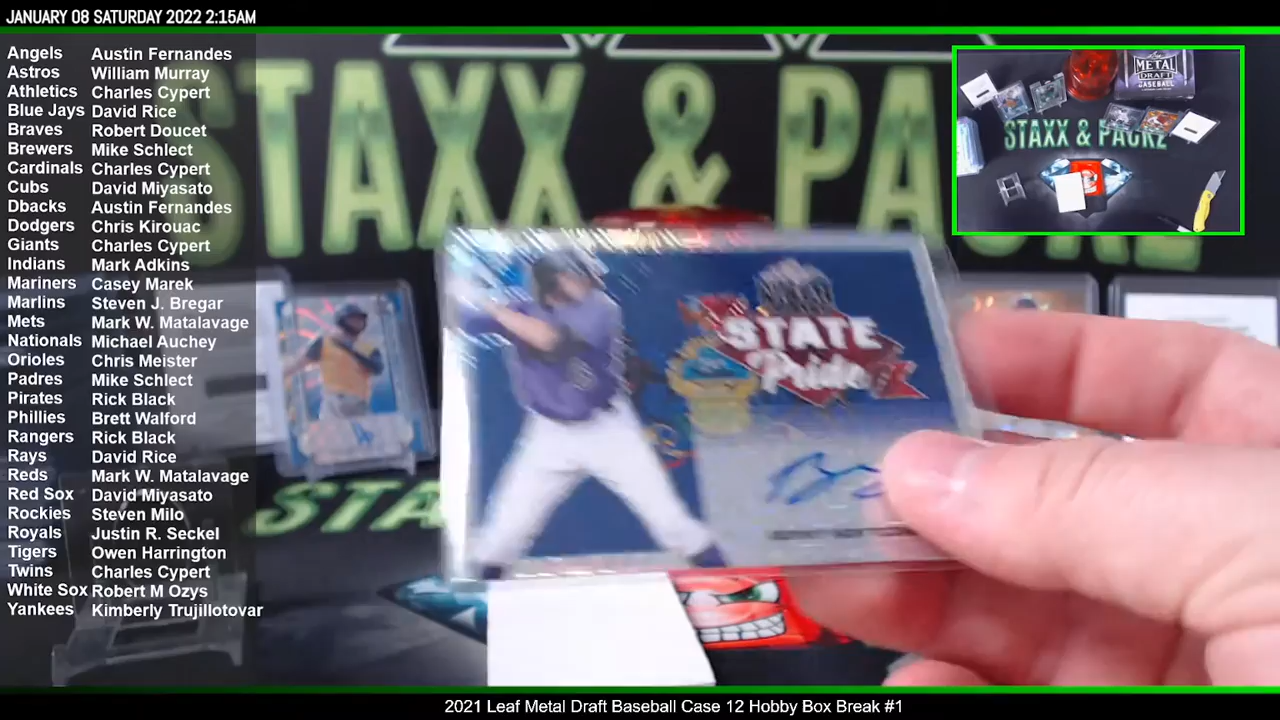 JANUARY 08 SATURDAY 2022 2:15AM
Angels Austin Fernandes
Astros William Murray
Athletics Charles Cypert
Blue Jays David Rice
Braves Robert Doucet
Brewers Mike Schlect
Cardinals Charles Cypert
Cubs David Miyasato
Dbacks Austin Fernandes
Dodgers Chris Kirouac
Giants Charles Cypert
Indians Mark Adkins
Mariners Casey Marek
Marlins Steven J. Bregar
Mets Mark W. Matalavage
Nationals Michael Auchey
Orioles Chris Meister
Padres Mike Schlect
Pirates Rick Black
Phillies Brett Walford
Rangers Rick Black
Rays David Rice
Reds Mark W. Matalavage
Red Sox David Miyasato
Rockies Steven Milo
Royals Justin R. Seckel
Tigers Owen Harrington
Twins Charles Cypert
White Sox Robert M Ozys
Yankees Kimberly Trujillotovar
STAXX & PACKZ
STATE
Pride
METAL
DRAFT
BASEBALL
STAXX & PACKZ
STA
2021 Leaf Metal Draft Baseball Case 12 Hobby Box Break #1